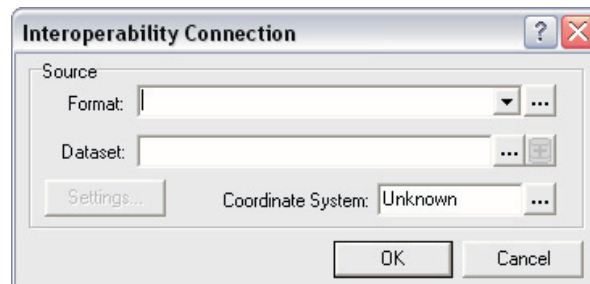 Interoperability Connection
Source
Format:
Dataset:
Settings... Coordinate System: Unknown
OK Cancel